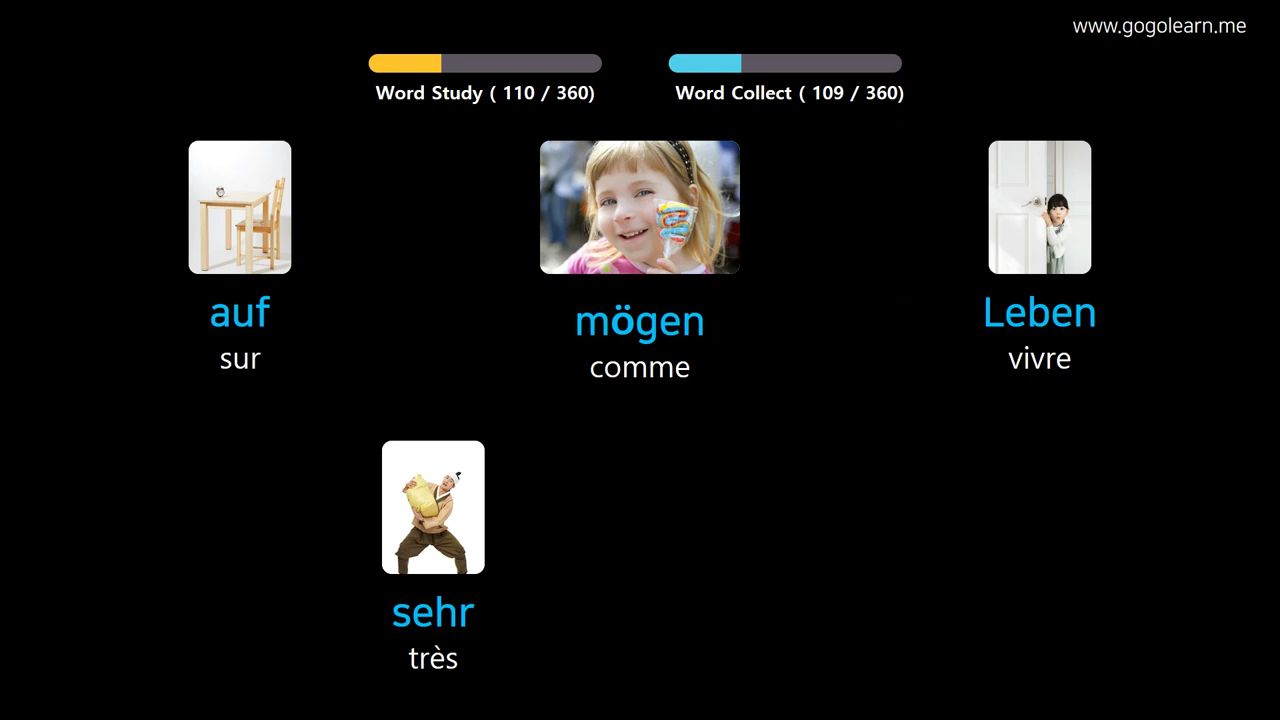 www.gogolearn.me
Word Study ( 110 / 360)
Word Collect ( 109 / 360)
auf
sur
mögen
comme
Leben
vivre
sehr
très